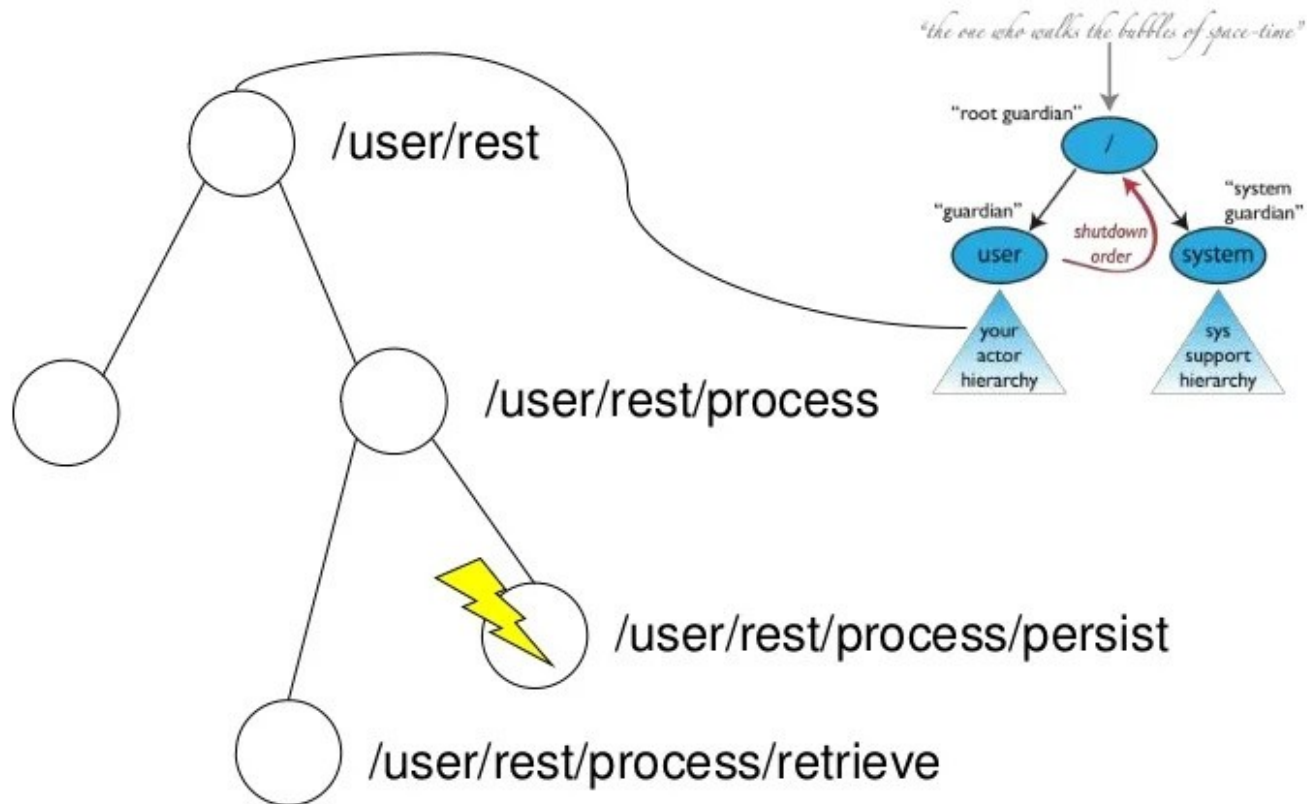 "the one who walks the bubbles of space-time"
"root guardian"
/
"guardian"
"system
guardian"
user
shutdown
order
system
your
actor
hierarchy
sys
support
hierarchy
/user/rest
/user/rest/process
/user/rest/process/persist
/user/rest/process/retrieve